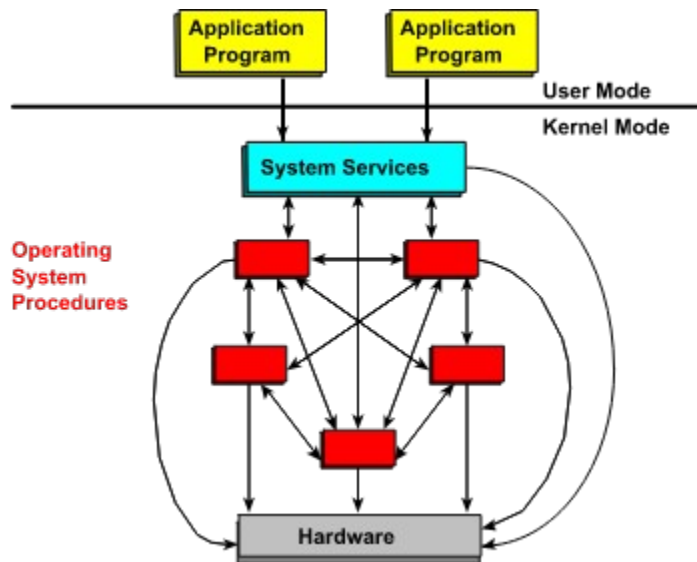 Application
Program
Application
Program
User Mode
Kernel Mode
System Services
Operating
System
Procedures
Hardware